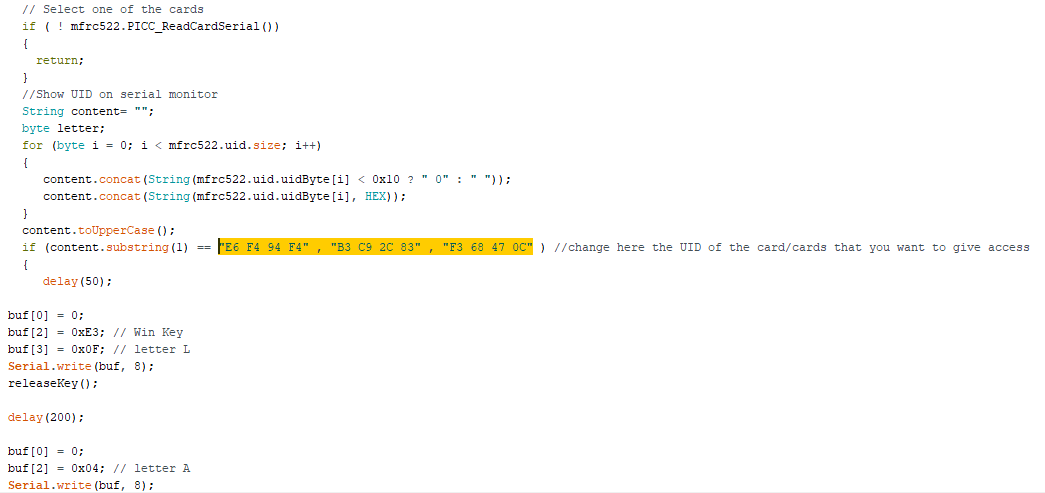 // Select one of the cards
if ( ! mfrc522.PICC_ReadCardSerial())
{
return;
}
//Show UID on serial monitor
String content= "";
byte letter;
for (byte i = 0; i < mfrc522.uid.size; i++)
{
content.concat(String(mfrc522.uid.uidByte[i] < 0x10 ? " 0" : " "));
content.concat(String(mfrc522.uid.uidByte[i], HEX));
}
content.toUpperCase();
if (content.substring(1) == "E6 F4 94 F4" , "B3 C9 2C 83" , "F3 68 47 0C" ) //change here the UID of the card/cards that you want to give access
{
delay(50);
buf[0] = 0;
buf[2] = 0xE3; // Win Key
buf[3] = 0x0F; // letter L
Serial.write(buf, 8);
releaseKey();
delay(200);
buf[0] = 0;
buf[2] = 0x04; // letter A
Serial.write(buf, 8);